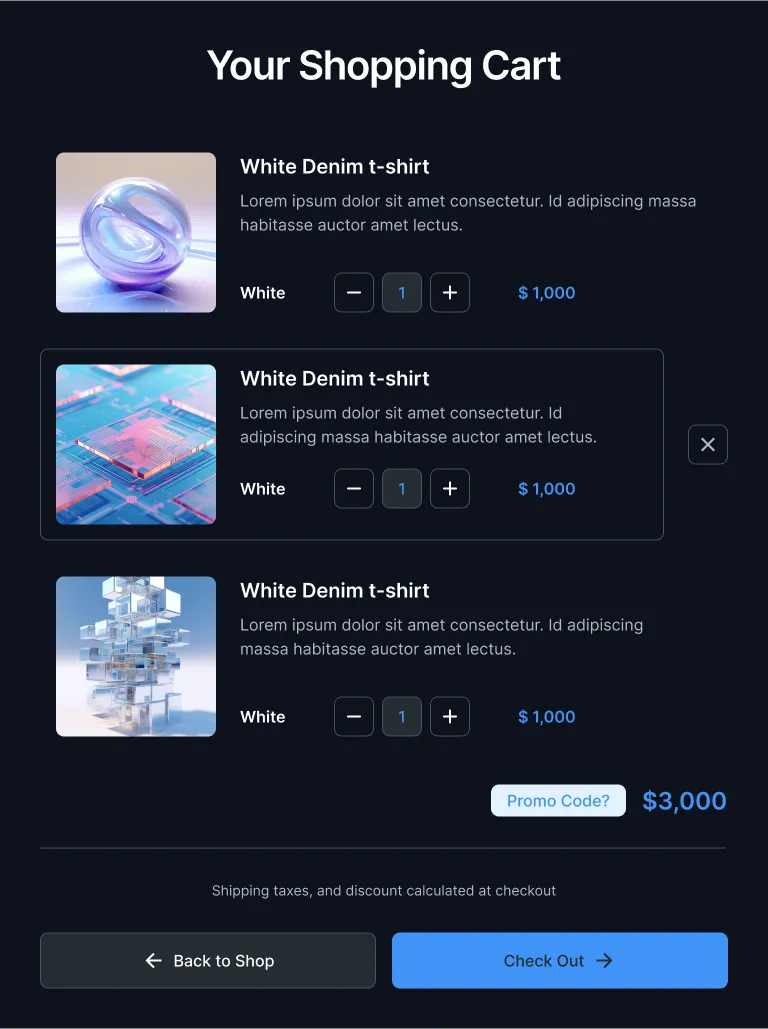 Your Shopping Cart
White Denim t-shirt
Lorem ipsum dolor sit amet consectetur. Id adipiscing massa
habitasse auctor amet lectus.
White 1 $ 1,000
White Denim t-shirt
Lorem ipsum dolor sit amet consectetur. Id
adipiscing massa habitasse auctor amet lectus.
White 1 $ 1,000
White Denim t-shirt
Lorem ipsum dolor sit amet consectetur. Id adipiscing
massa habitasse auctor amet lectus.
White 1 $ 1,000
Promo Code? $3,000
Shipping taxes, and discount calculated at checkout
Back to Shop Check Out